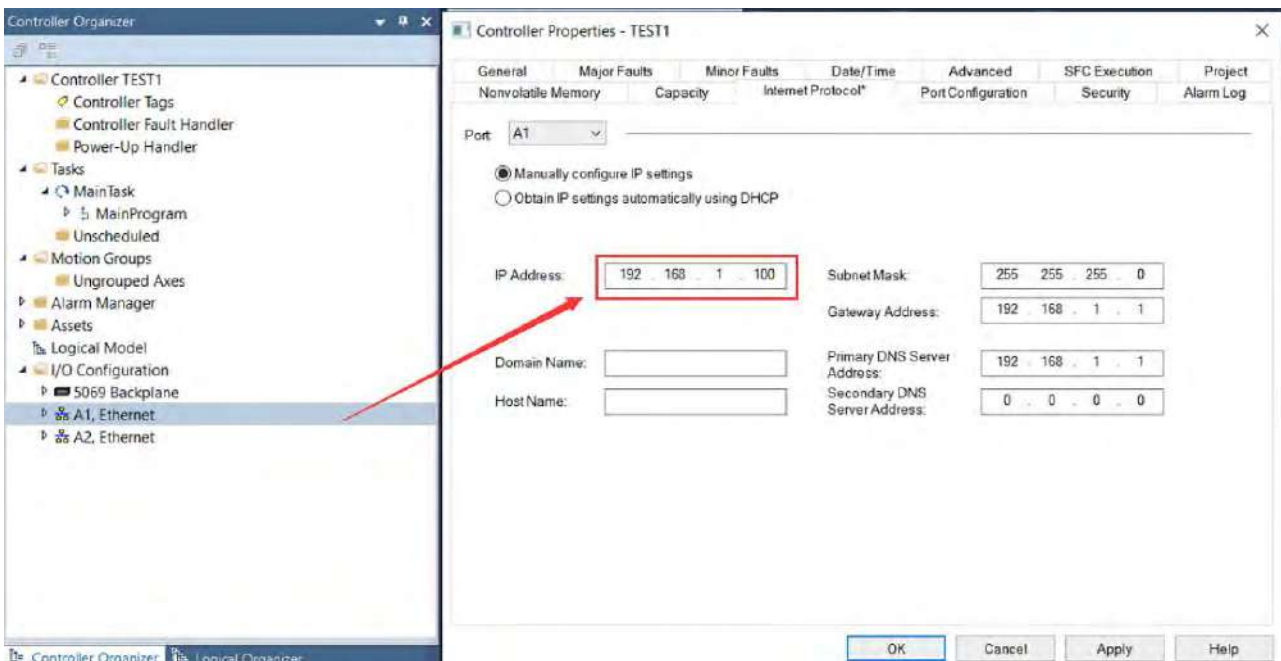 Controller Organizer
Controller TEST1
Controller Tags
Controller Fault Handler
Power-Up Handler
Tasks
MainTask
MainProgram
Unscheduled
Motion Groups
Ungrouped Axes
Alarm Manager
Assets
Logical Model
I/O Configuration
5069 Backplane
A1, Ethernet
A2, Ethernet
Controller Organizer Logical Organizer
Controller Properties - TEST1
General Major Faults Minor Faults Date/Time Advanced SFC Execution Project
Nonvolatile Memory Capacity Internet Protocol* Port Configuration Security Alarm Log
Port A1
Manually configure IP settings
Obtain IP settings automatically using DHCP
IP Address: 192 . 168 . 1 . 100
Subnet Mask: 255 . 255 . 255 . 0
Gateway Address: 192 . 168 . 1 . 1
Domain Name:
Primary DNS Server
Address: 192 . 168 . 1 . 1
Host Name:
Secondary DNS
Server Address: 0 . 0 . 0 . 0
OK Cancel Apply Help